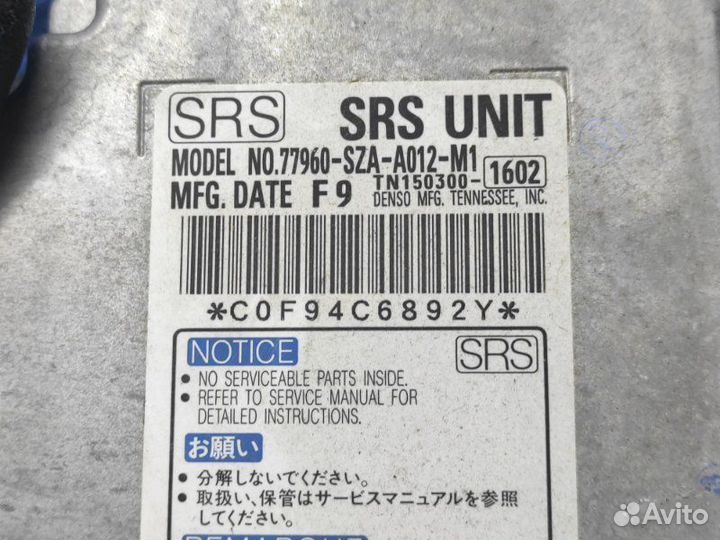 SRS SRS UNIT
MODEL NO.77960-SZA-A012-M1
MFG. DATE F 9 TN150300-1602
DENSO MFG. TENNESSEE, INC.
*C0F94C6892Y*
NOTICE SRS
• NO SERVICEABLE PARTS INSIDE.
• REFER TO SERVICE MANUAL FOR
DETAILED INSTRUCTIONS.
お願い
• 分解しないでください。
• 取扱い、保管はサービスマニュアルを参照
してください。
REMARQUE
Avito